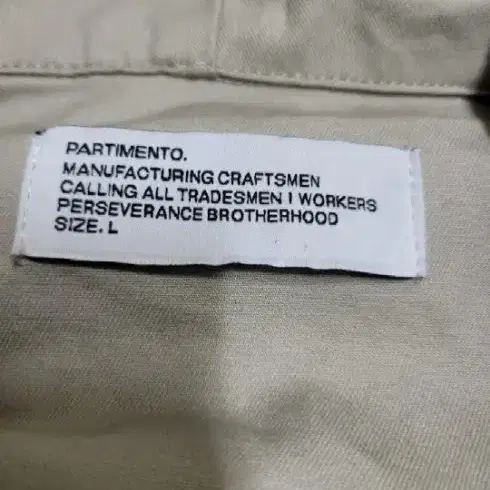 PARTIMENTO.
MANUFACTURING CRAFTSMEN
CALLING ALL TRADESMEN I WORKERS
PERSEVERANCE BROTHERHOOD
SIZE. L